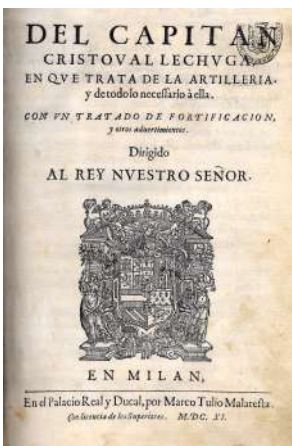 DEL CAPITAN
CRISTOVAL LECHVGA,
EN QVE TRATA DE LA ARTILLERIA,
y de todo lo necessario à ella.
CON VN TRATADO DE FORTIFICACION,
y otros aduertimientos.
Dirigido
AL REY NVESTRO SEÑOR.
EN MILAN,
En el Palacio Real y Ducal, por Marco Tulio Malatesta.
Con licencia de los Superiores. M.DC. XI.